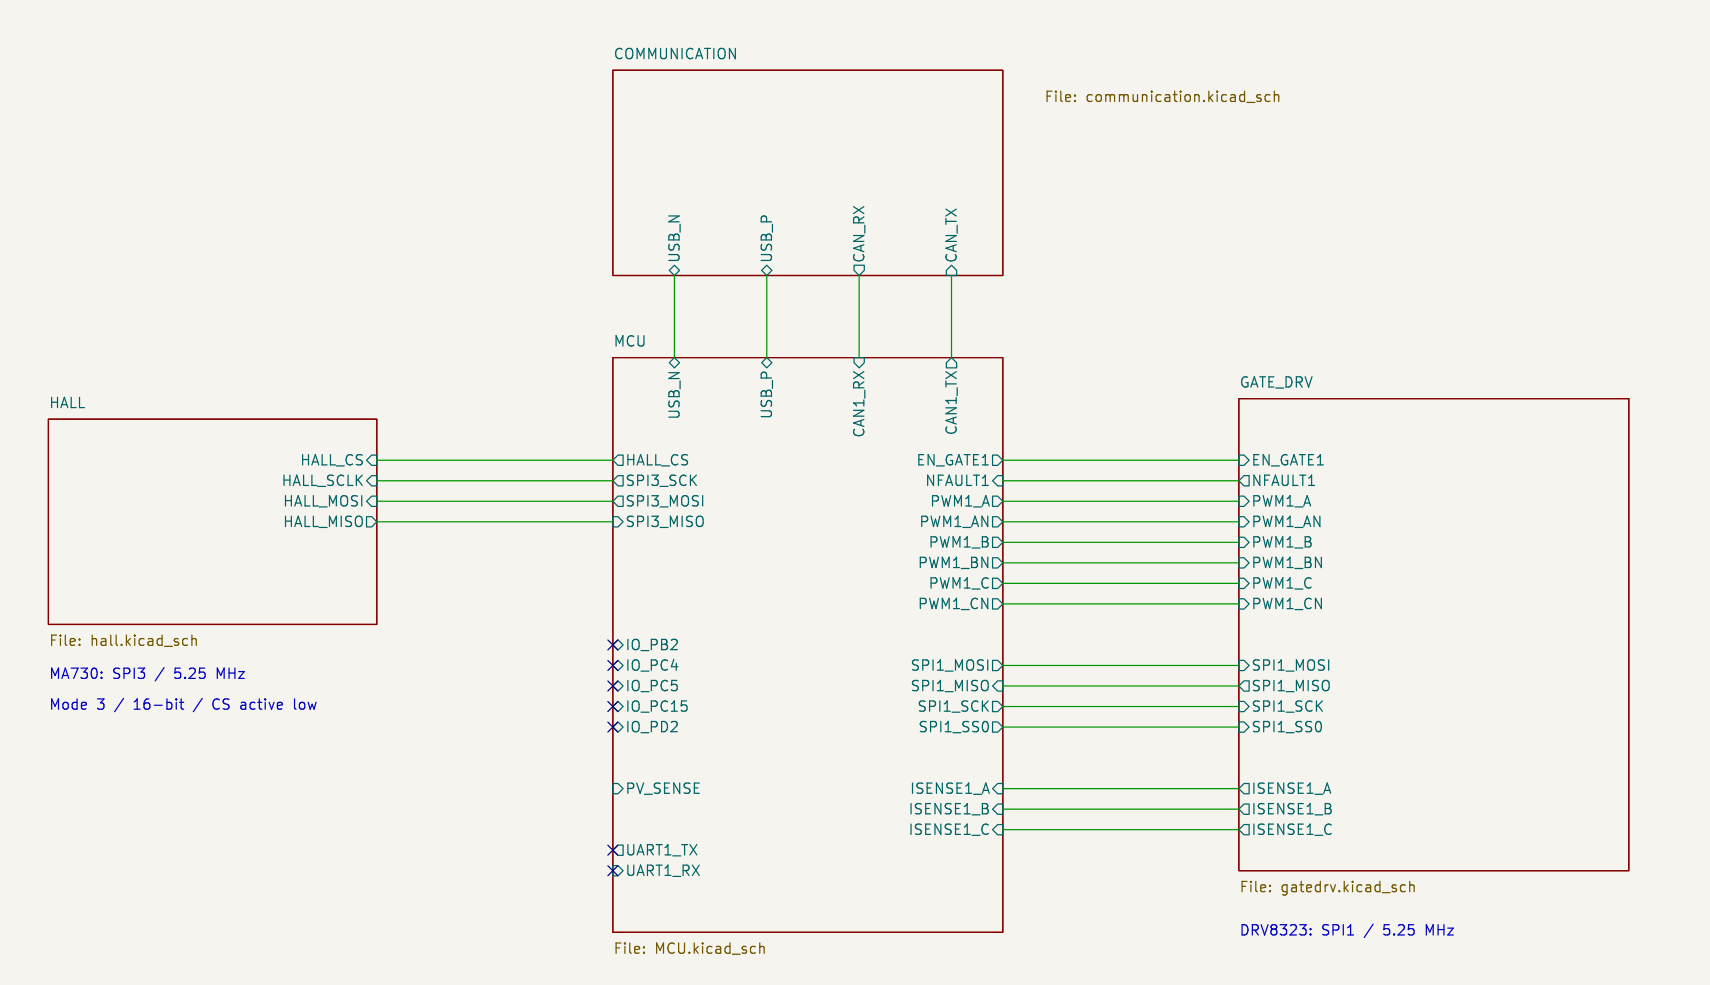 COMMUNICATION
File: communication.kicad_sch
USB_N
USB_P
CAN_RX
CAN_TX
MCU
USB_N
USB_P
CAN1_RX
CAN1_TX
HALL
HALL_CS
HALL_SCLK
HALL_MOSI
HALL_MISO
File: hall.kicad_sch
MA730: SPI3 / 5.25 MHz
Mode 3 / 16-bit / CS active low
HALL_CS
SPI3_SCK
SPI3_MOSI
SPI3_MISO
IO_PB2
IO_PC4
IO_PC5
IO_PC15
IO_PD2
PV_SENSE
UART1_TX
UART1_RX
EN_GATE1
NFAULT1
PWM1_A
PWM1_AN
PWM1_B
PWM1_BN
PWM1_C
PWM1_CN
SPI1_MOSI
SPI1_MISO
SPI1_SCK
SPI1_SS0
ISENSE1_A
ISENSE1_B
ISENSE1_C
File: MCU.kicad_sch
GATE_DRV
EN_GATE1
NFAULT1
PWM1_A
PWM1_AN
PWM1_B
PWM1_BN
PWM1_C
PWM1_CN
SPI1_MOSI
SPI1_MISO
SPI1_SCK
SPI1_SS0
ISENSE1_A
ISENSE1_B
ISENSE1_C
File: gatedrv.kicad_sch
DRV8323: SPI1 / 5.25 MHz